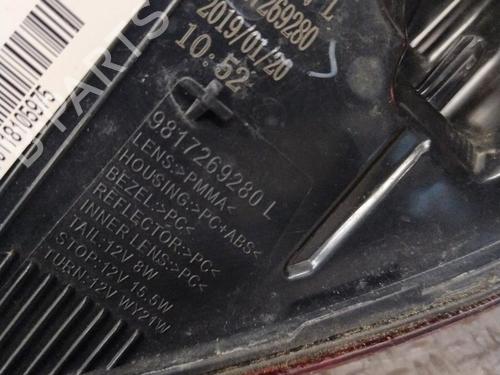 L
269280
2019/01/20
10:52
9817269280 L
LENS:>PMMA<
HOUSING:>PC+ABS<
BEZEL:>PC<
REFLECTOR:>PC<
INNER LENS:>PC<
TAIL:12V 8W
STOP:12V 15.5W
TURN:12V WY21W
B PARTS